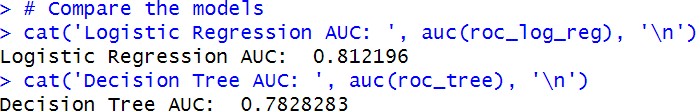 > # Compare the models
> cat('Logistic Regression AUC: ', auc(roc_log_reg), '\n')
Logistic Regression AUC:  0.812196
> cat('Decision Tree AUC: ', auc(roc_tree), '\n')
Decision Tree AUC:  0.7828283